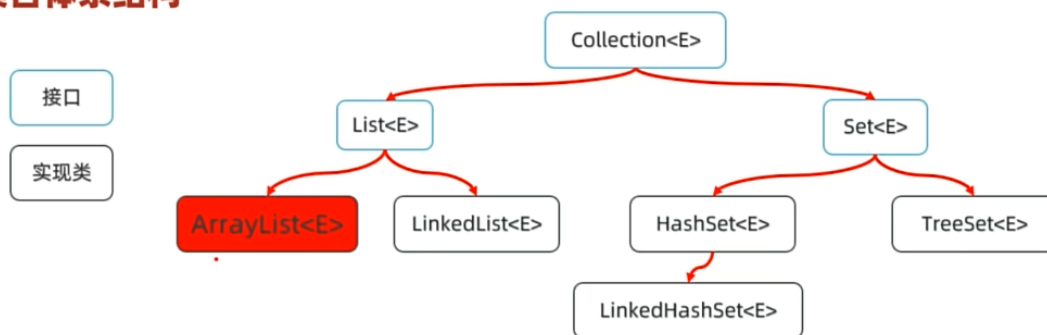 Collection<E>
接口
List<E>
Set<E>
实现类
ArrayList<E>
LinkedList<E>
HashSet<E>
TreeSet<E>
LinkedHashSet<E>